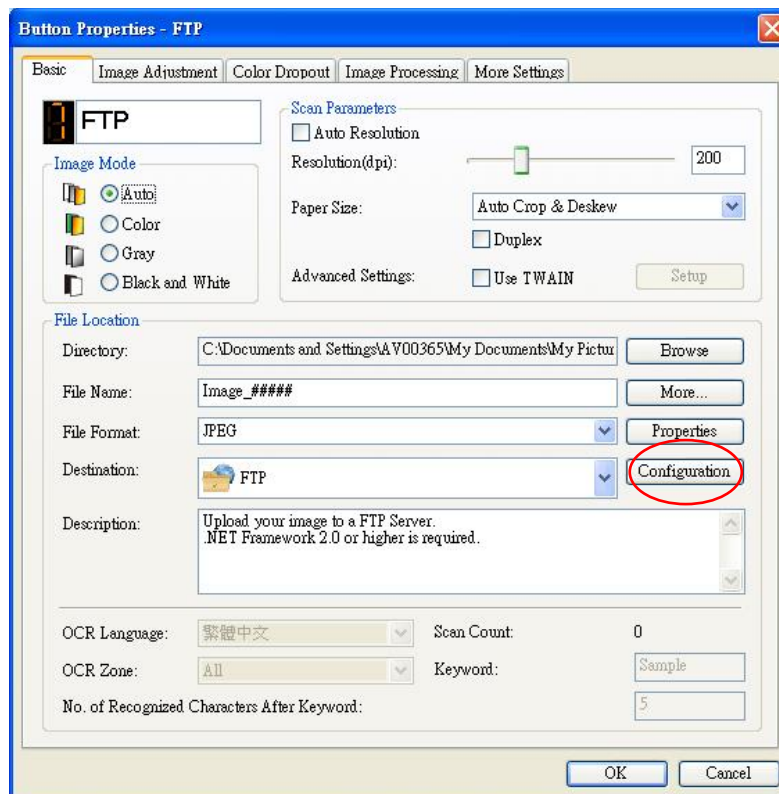 Button Properties - FTP
Basic Image Adjustment Color Dropout Image Processing More Settings
FTP
Image Mode
Auto
Color
Gray
Black and White
Scan Parameters
Auto Resolution
Resolution(dpi): 200
Paper Size: Auto Crop & Deskew
Duplex
Advanced Settings: Use TWAIN Setup
File Location
Directory: C:\Documents and Settings\AV00365\My Documents\My Pictur Browse
File Name: Image_##### More...
File Format: JPEG Properties
Destination: FTP Configuration
Description: Upload your image to a FTP Server.
.NET Framework 2.0 or higher is required.
OCR Language: 繁體中文 Scan Count: 0
OCR Zone: All Keyword: Sample
No. of Recognized Characters After Keyword: 5
OK Cancel